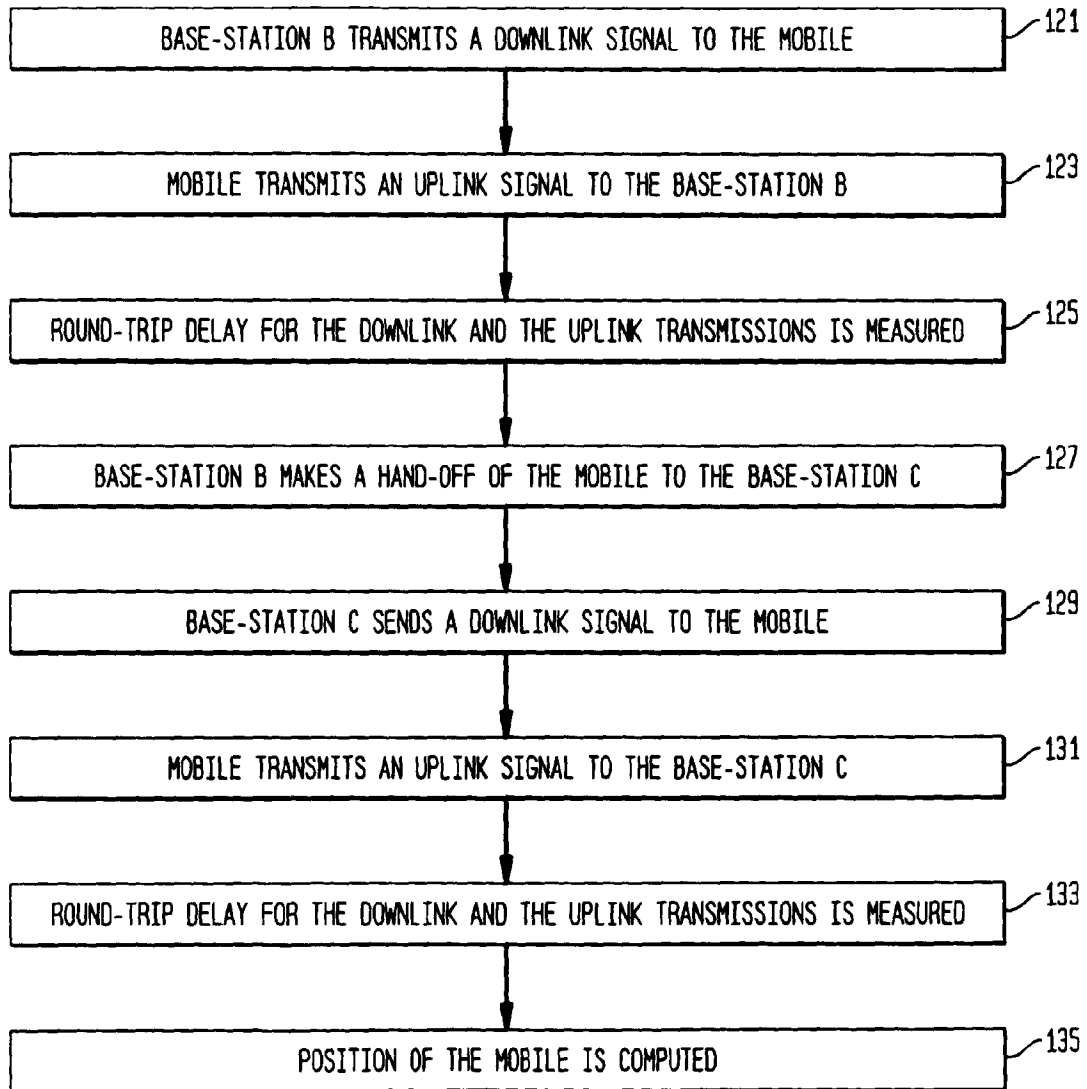 BASE-STATION B TRANSMITS A DOWNLINK SIGNAL TO THE MOBILE
121
MOBILE TRANSMITS AN UPLINK SIGNAL TO THE BASE-STATION B
123
ROUND-TRIP DELAY FOR THE DOWNLINK AND THE UPLINK TRANSMISSIONS IS MEASURED
125
BASE-STATION B MAKES A HAND-OFF OF THE MOBILE TO THE BASE-STATION C
127
BASE-STATION C SENDS A DOWNLINK SIGNAL TO THE MOBILE
129
MOBILE TRANSMITS AN UPLINK SIGNAL TO THE BASE-STATION C
131
ROUND-TRIP DELAY FOR THE DOWNLINK AND THE UPLINK TRANSMISSIONS IS MEASURED
133
POSITION OF THE MOBILE IS COMPUTED
135